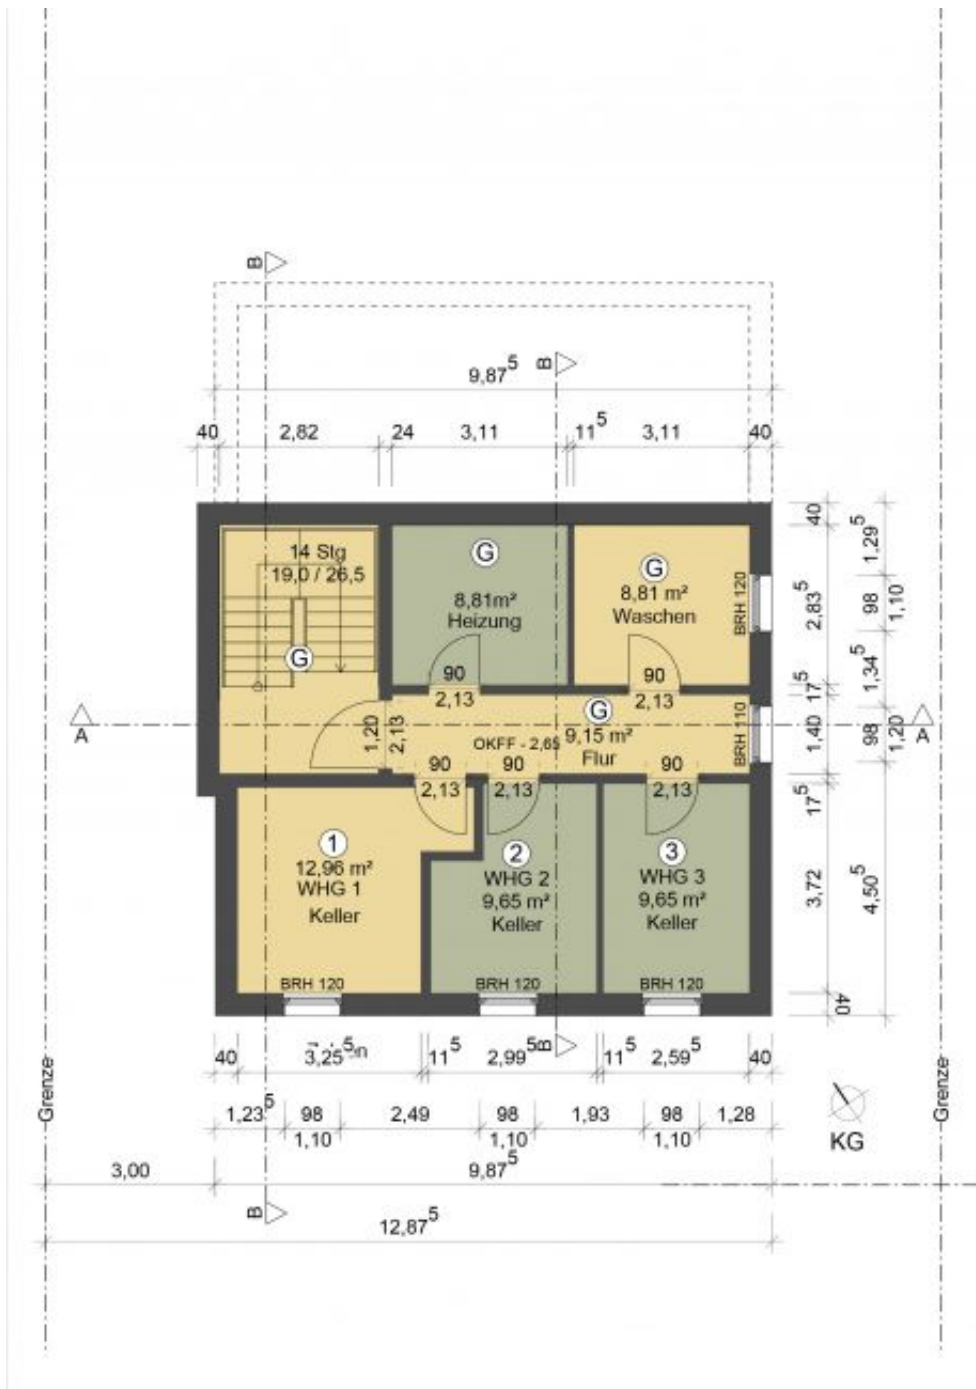 B
B
9,87⁵
40 2,82 24 3,11 11⁵ 3,11 40
14 Stg
19,0 / 26,5
G
G
8,81m²
Heizung
G
8,81 m²
Waschen
BRH 120
90
2,13
90
2,13
G
9,15 m²
Flur
OKFF - 2,65
1,20
2,13
BRH 110
A
A
90
2,13
90
2,13
90
2,13
1
12,96 m²
WHG 1
Keller
BRH 120
2
WHG 2
9,65 m²
Keller
BRH 120
3
WHG 3
9,65 m²
Keller
BRH 120
40
2,83⁵
17⁵
1,40
17⁵
3,72
40
1,29⁵
98
1,10
1,34⁵
98
1,20
4,50⁵
40 3,25⁵ 11⁵ 2,99⁵ 11⁵ 2,59⁵ 40
B
1,23⁵ 98 2,49 98 1,93 98 1,28
1,10 1,10 1,10
3,00 9,87⁵
B
12,87⁵
Grenze
Grenze
KG